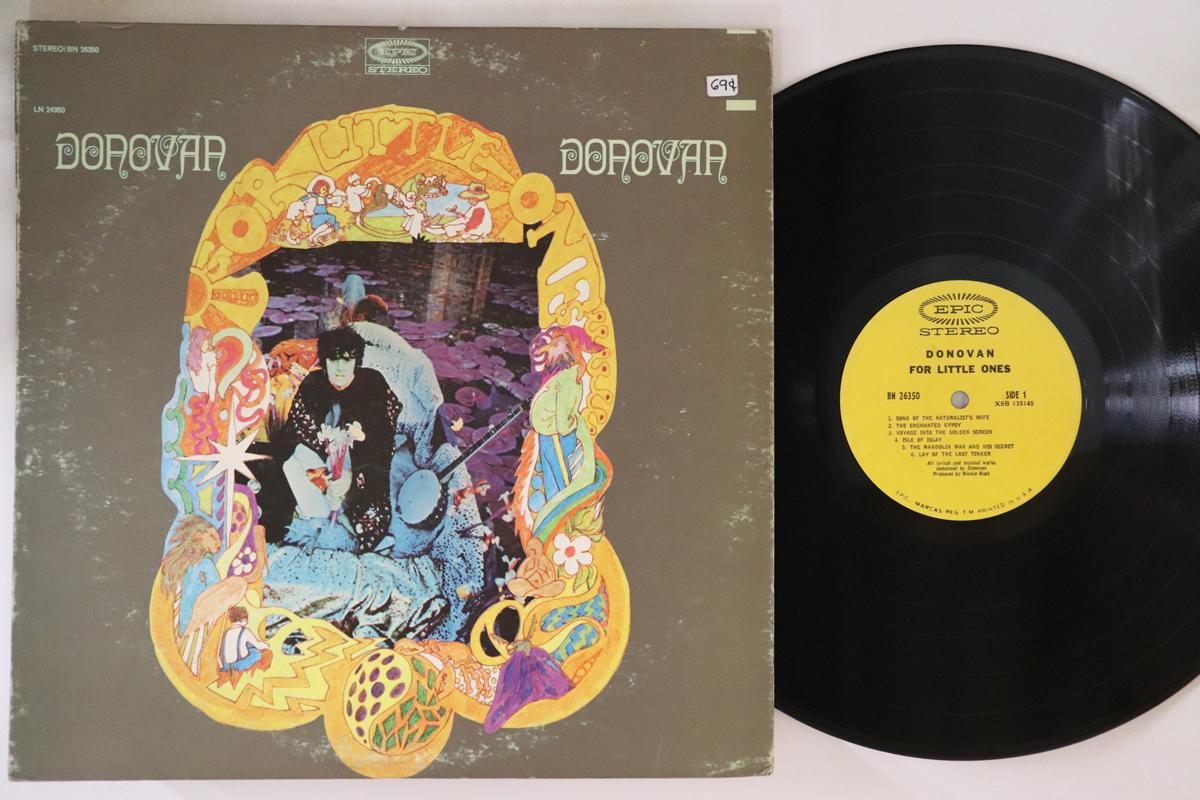 STEREO/BN 26350
EPIC
STEREO
69¢
LN 24350
DONOVAN
FOR LITTLE ONES
DONOVAN
EPIC
STEREO
DONOVAN
FOR LITTLE ONES
BN 26350
SIDE 1
XSB 135145
1. SONG OF THE NATURALIST'S WIFE
2. THE ENCHANTED GYPSY
3. VOYAGE INTO THE GOLDEN SCREEN
4. ISLE OF ISLAY
5. THE MANDOLIN MAN AND HIS SECRET
6. LAY OF THE LAST TINKER
All lyrical and musical works
composed by Donovan
Produced by Mickie Most
EPIC, MARCAS REG. T M PRINTED IN U.S.A.